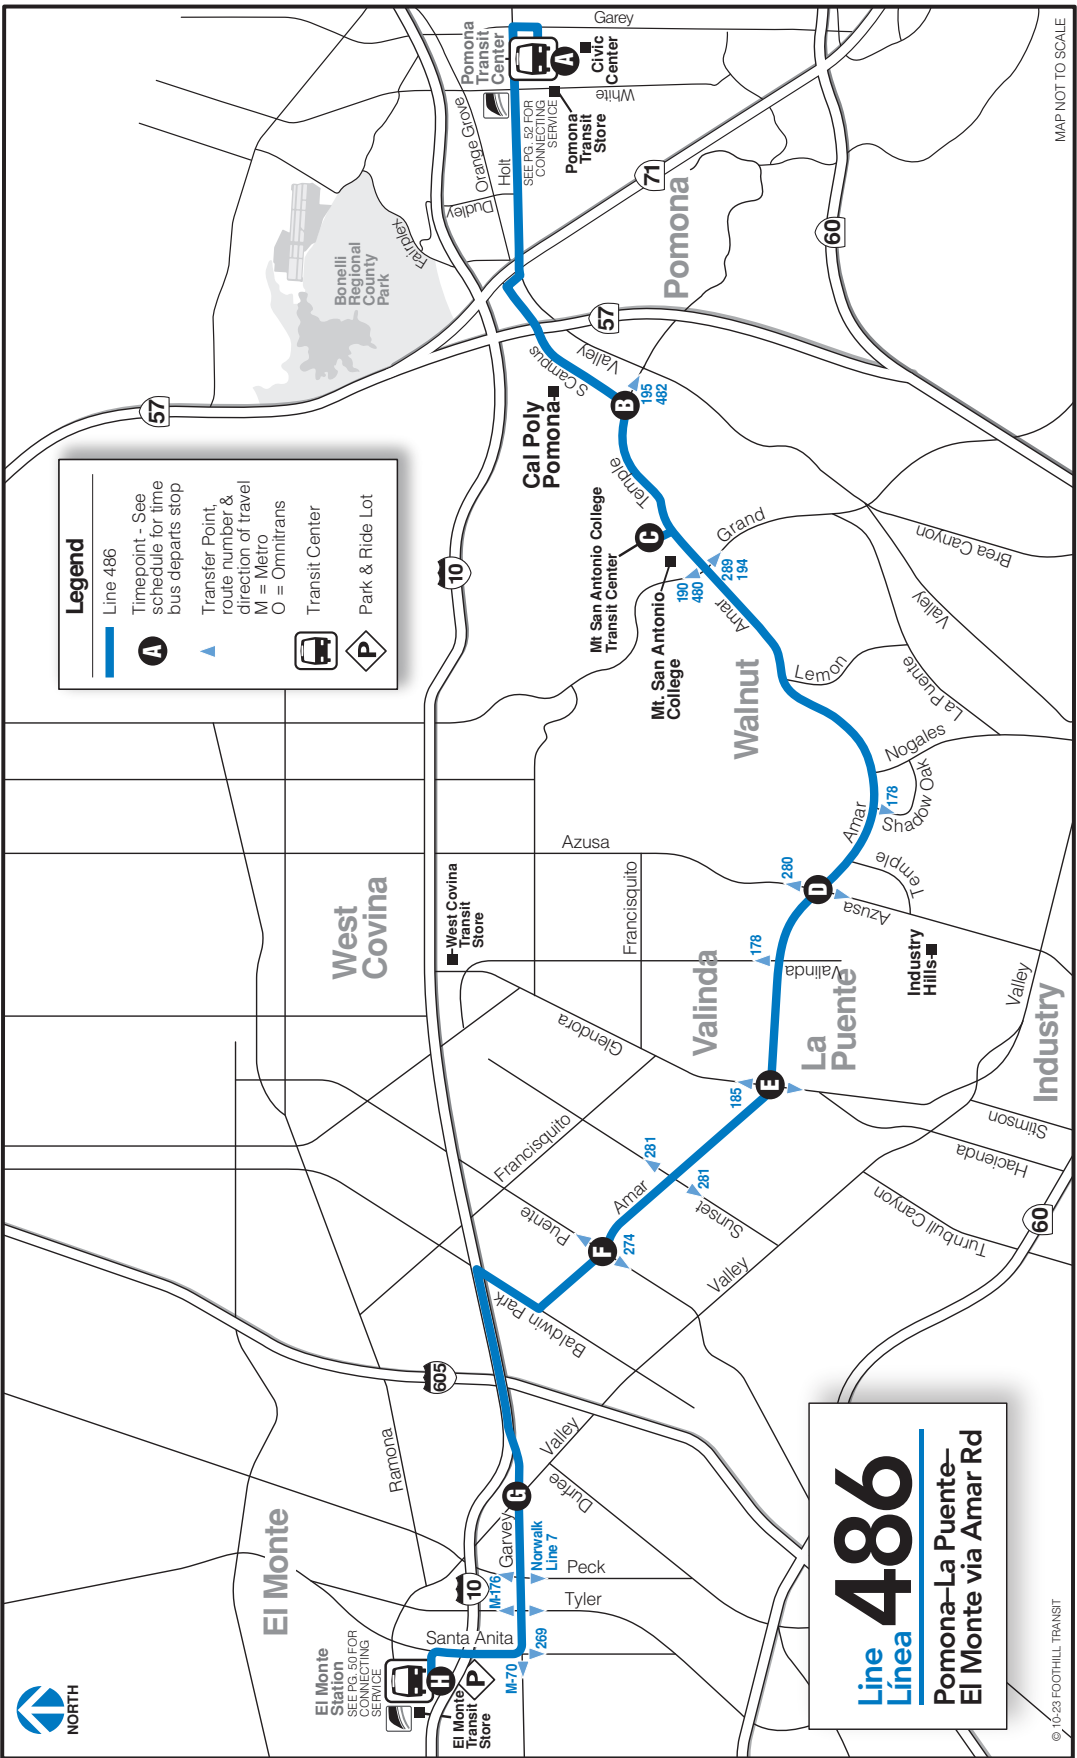 NORTH
Legend
Line 486
A
Timepoint - See
schedule for time
bus departs stop
Transfer Point,
route number &
direction of travel
M = Metro
O = Omnitrans
Transit Center
P
Park & Ride Lot
El Monte
Station
SEE PG. 50 FOR
CONNECTING
SERVICE
H
P
El Monte
Transit
Store
El Monte
Santa Anita
M-70
269
10
Tyler
Peck
M-176
Norwalk
Line 7
Garvey
G
Durfee
Valley
Ramona
605
Baldwin Park
Puente
F
274
Amar
Francisquito
281
281
Sunset
Valley
Turnbull Canyon
60
Hacienda
Stimson
Industry
Valley
185
E
La
Puente
Valinda
Glendora
West
Covina
West Covina
Transit
Store
Francisquito
Azusa
178
Valinda
280
D
Azusa
Industry
Hills
Temple
Amar
178
Shadow Oak
Nogales
La Puente
Lemon
Valley
Brea Canyon
Walnut
Amar
Grand
190
480
289
194
Mt. San Antonio
College
Mt San Antonio College
Transit Center
C
Temple
10
Cal Poly
Pomona
B
195
482
S Campus
Valley
57
57
Bonelli
Regional
County
Park
Fairplex
Pomona
71
60
Dudley
Orange Grove
Holt
SEE PG. 52 FOR
CONNECTING
SERVICE
Pomona
Transit
Store
White
Pomona
Transit
Center
A
Civic
Center
Garey
MAP NOT TO SCALE
Line
Línea
486
Pomona–La Puente–
El Monte via Amar Rd
© 10-23 FOOTHILL TRANSIT